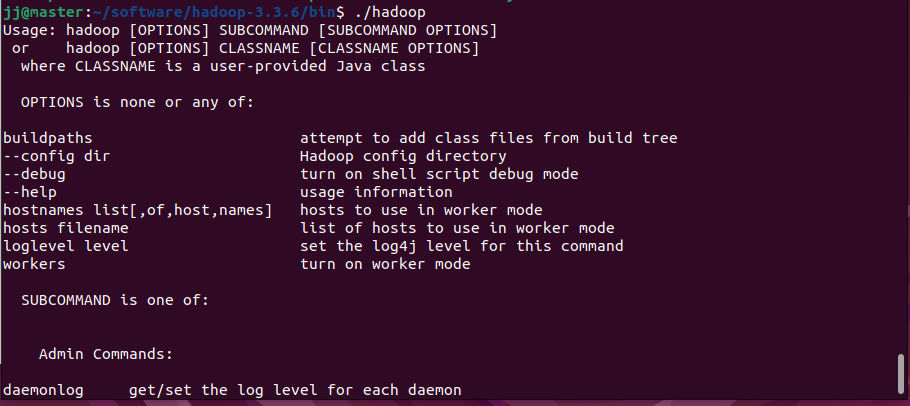 jj@master:~/software/hadoop-3.3.6/bin$ ./hadoop
Usage: hadoop [OPTIONS] SUBCOMMAND [SUBCOMMAND OPTIONS]
 or    hadoop [OPTIONS] CLASSNAME [CLASSNAME OPTIONS]
  where CLASSNAME is a user-provided Java class

  OPTIONS is none or any of:

buildpaths                       attempt to add class files from build tree
--config dir                     Hadoop config directory
--debug                          turn on shell script debug mode
--help                           usage information
hostnames list[,of,host,names]   hosts to use in worker mode
hosts filename                   list of hosts to use in worker mode
loglevel level                   set the log4j level for this command
workers                          turn on worker mode

  SUBCOMMAND is one of:


    Admin Commands:

daemonlog     get/set the log level for each daemon